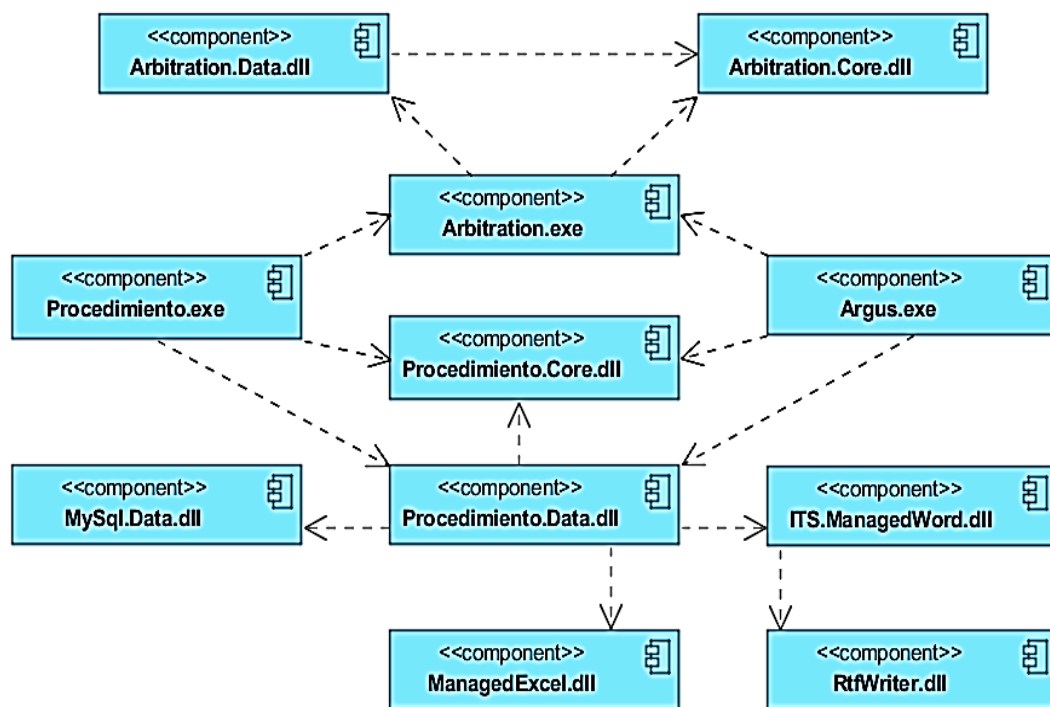 <<component>>
Arbitration.Data.dll
<<component>>
Arbitration.Core.dll
<<component>>
Arbitration.exe
<<component>>
Procedimiento.exe
<<component>>
Argus.exe
<<component>>
Procedimiento.Core.dll
<<component>>
MySql.Data.dll
<<component>>
Procedimiento.Data.dll
<<component>>
ITS.ManagedWord.dll
<<component>>
ManagedExcel.dll
<<component>>
RtfWriter.dll